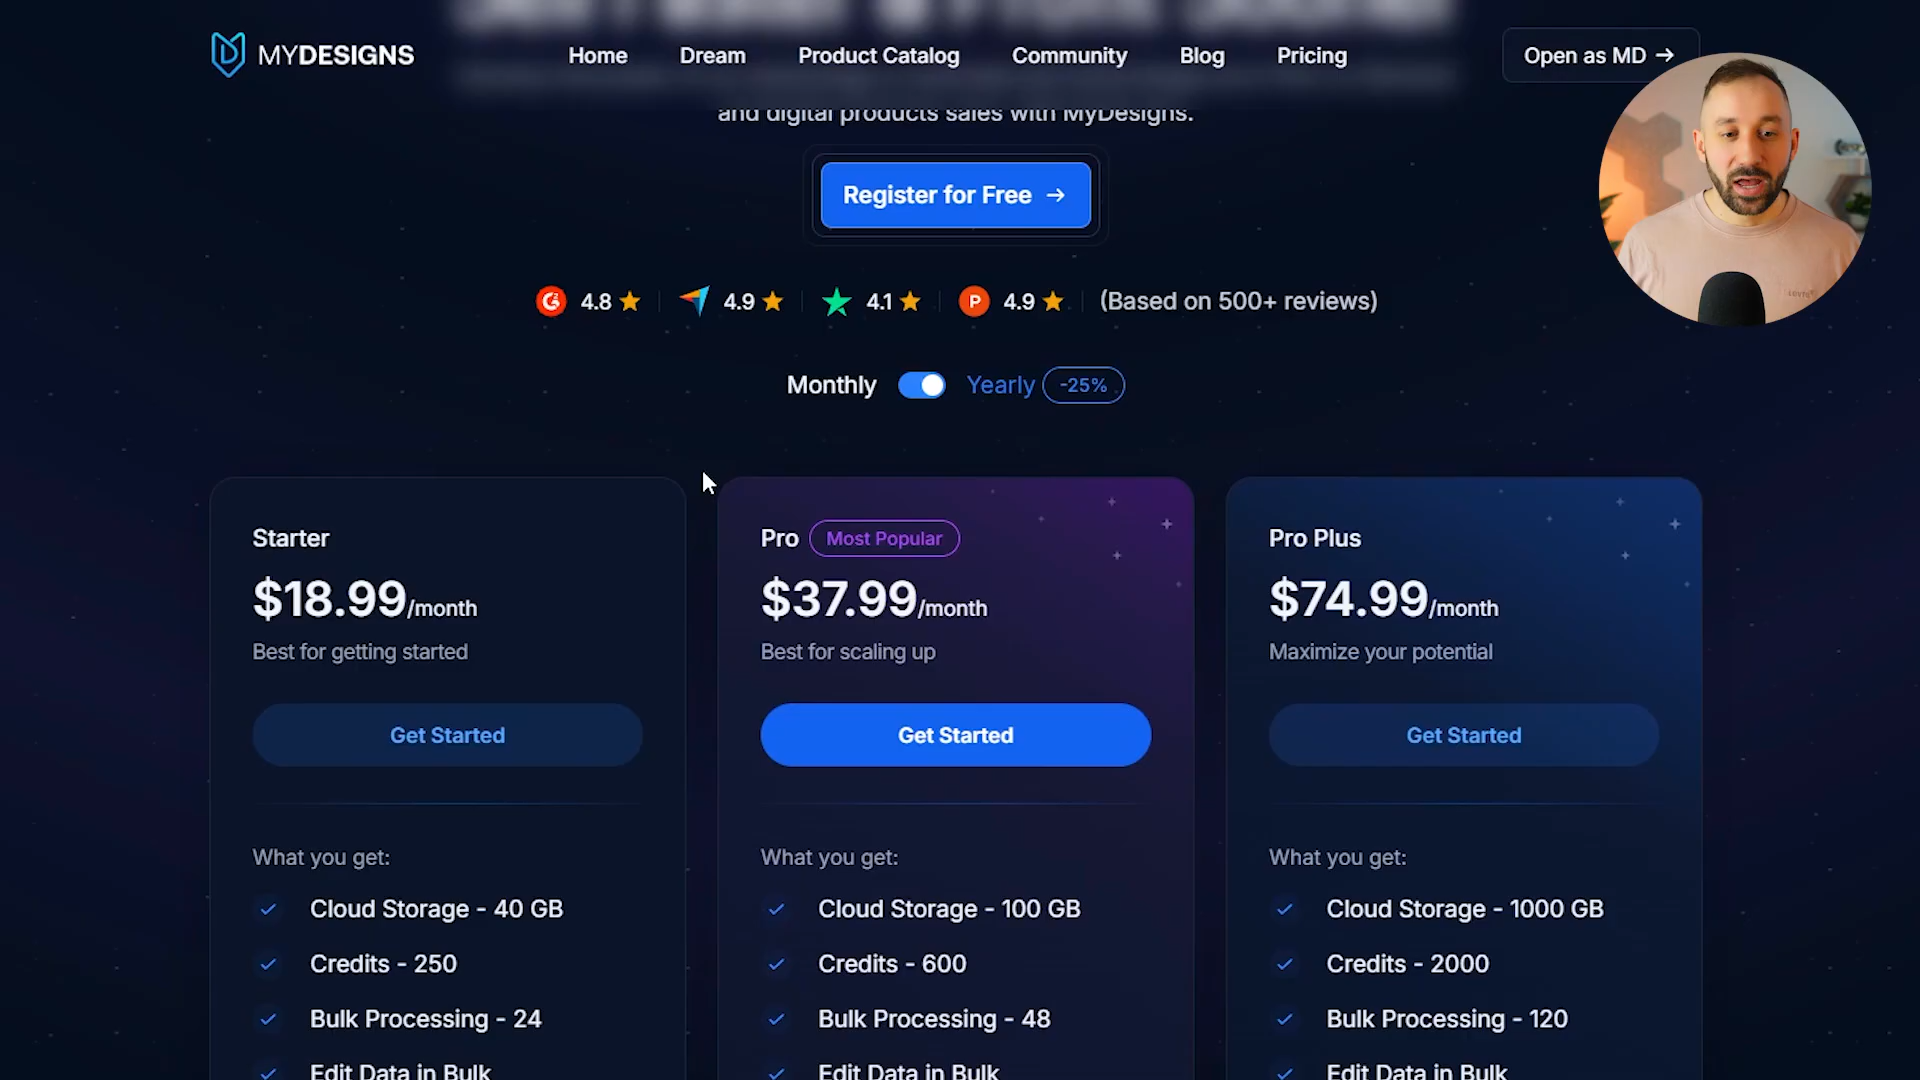 MYDESIGNS
Home Dream Product Catalog Community Blog Pricing
Open as MD →
and digital products sales with MyDesigns.
Register for Free →
4.8 4.9 4.1 P 4.9 (Based on 500+ reviews)
Monthly Yearly -25%
Starter
$18.99/month
Best for getting started
Get Started
What you get:
Cloud Storage - 40 GB
Credits - 250
Bulk Processing - 24
Edit Data in Bulk
Pro Most Popular
$37.99/month
Best for scaling up
Get Started
What you get:
Cloud Storage - 100 GB
Credits - 600
Bulk Processing - 48
Edit Data in Bulk
Pro Plus
$74.99/month
Maximize your potential
Get Started
What you get:
Cloud Storage - 1000 GB
Credits - 2000
Bulk Processing - 120
Edit Data in Bulk